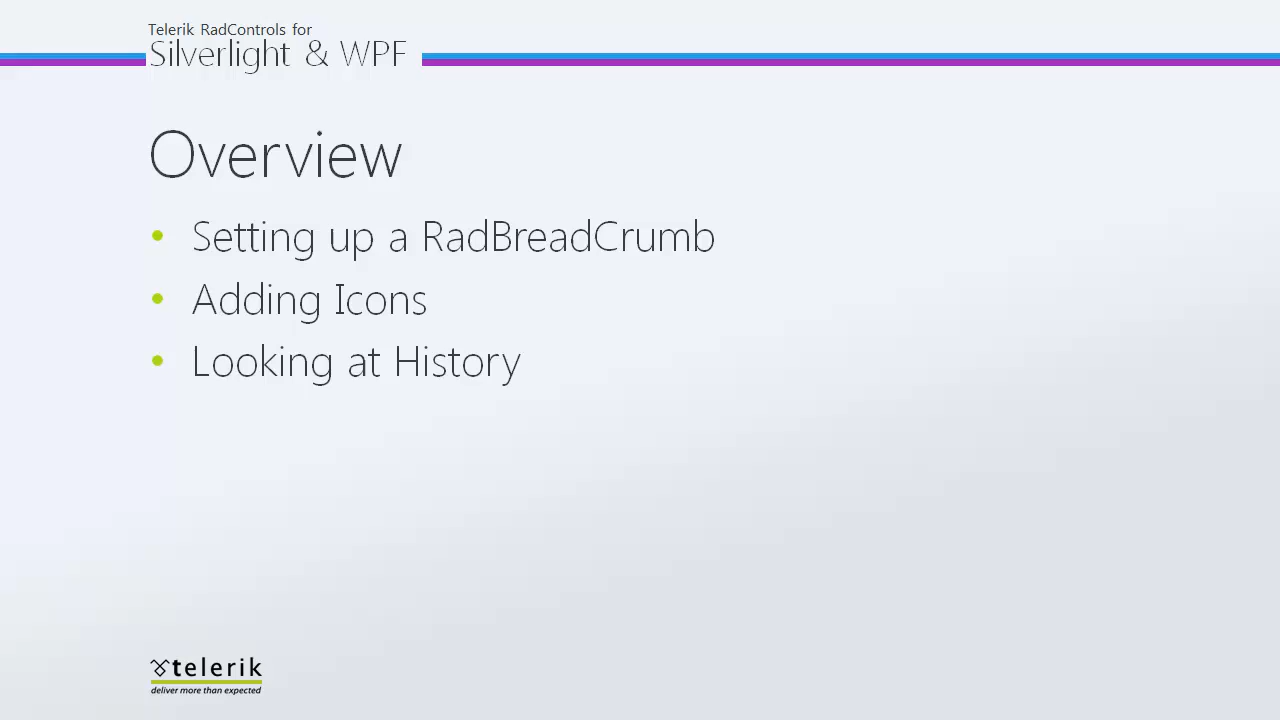 Telerik RadControls for
Silverlight & WPF
Overview
• Setting up a RadBreadCrumb
• Adding Icons
• Looking at History
telerik
deliver more than expected